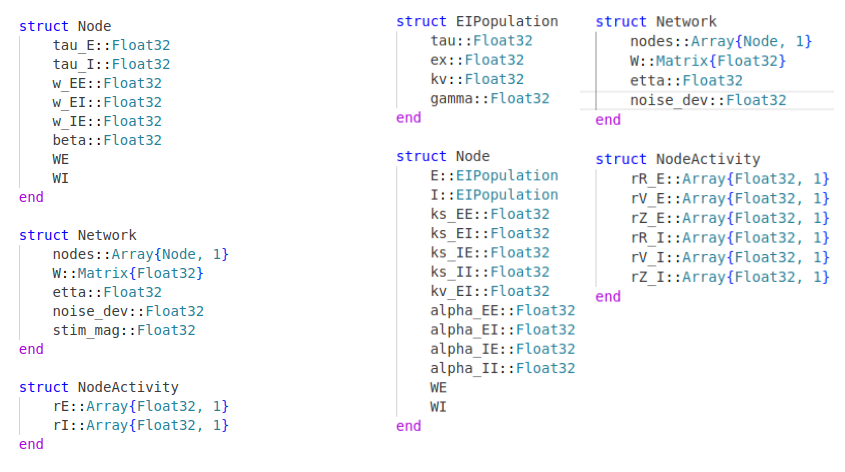 struct Node
tau_E::Float32
tau_I::Float32
w_EE::Float32
w_EI::Float32
w_IE::Float32
beta::Float32
WE
WI
end
struct Network
nodes::Array{Node, 1}
W::Matrix{Float32}
etta::Float32
noise_dev::Float32
stim_mag::Float32
end
struct NodeActivity
rE::Array{Float32, 1}
rI::Array{Float32, 1}
end
struct EIPopulation
tau::Float32
ex::Float32
kv::Float32
gamma::Float32
end
struct Node
E::EIPopulation
I::EIPopulation
ks_EE::Float32
ks_EI::Float32
ks_IE::Float32
ks_II::Float32
kv_EI::Float32
alpha_EE::Float32
alpha_EI::Float32
alpha_IE::Float32
alpha_II::Float32
WE
WI
end
struct Network
nodes::Array{Node, 1}
W::Matrix{Float32}
etta::Float32
noise_dev::Float32
end
struct NodeActivity
rR_E::Array{Float32, 1}
rV_E::Array{Float32, 1}
rZ_E::Array{Float32, 1}
rR_I::Array{Float32, 1}
rV_I::Array{Float32, 1}
rZ_I::Array{Float32, 1}
end